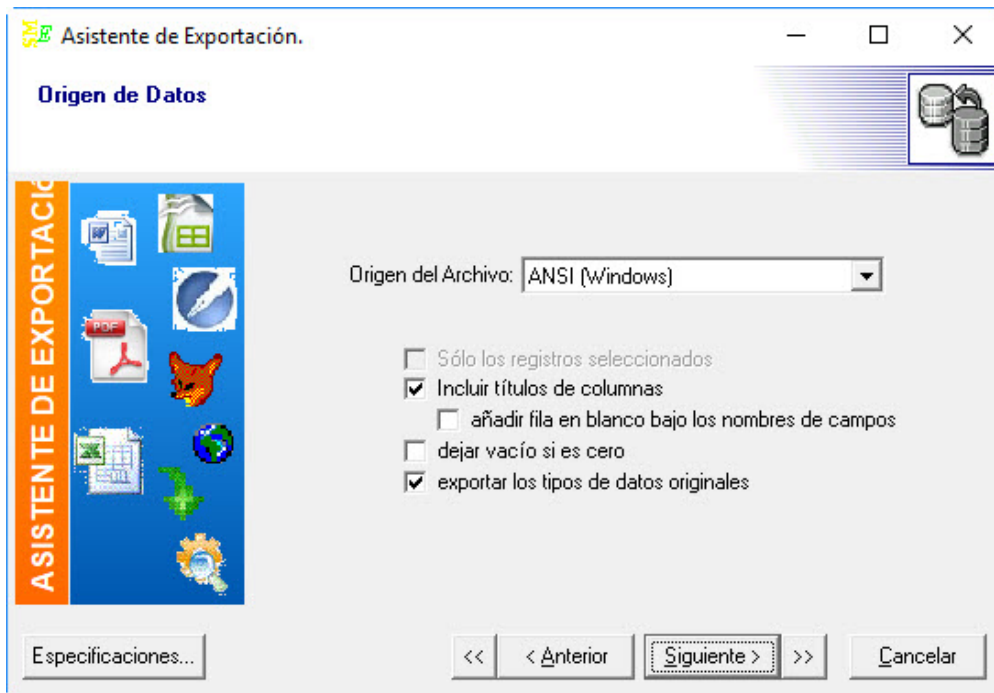 SME Asistente de Exportación.
Origen de Datos
ASISTENTE DE EXPORTACIÓ
PDF
Origen del Archivo: ANSI (Windows)
Sólo los registros seleccionados
Incluir títulos de columnas
añadir fila en blanco bajo los nombres de campos
dejar vacío si es cero
exportar los tipos de datos originales
Especificaciones...
<< < Anterior Siguiente > >> Cancelar